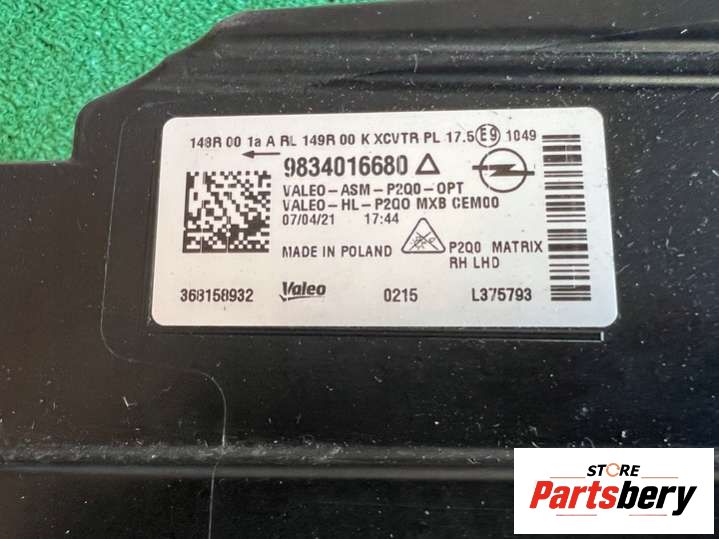 148R 00 1a A RL 149R 00 K XCVTR PL 17.5 E9 1049
9834016680
VALEO-ASM-P2Q0-OPT
VALEO-HL-P2Q0 MXB CEM00
07/04/21 17:44
MADE IN POLAND P2Q0 MATRIX
RH LHD
368158932 Valeo 0215 L375793
STORE
Partsbery